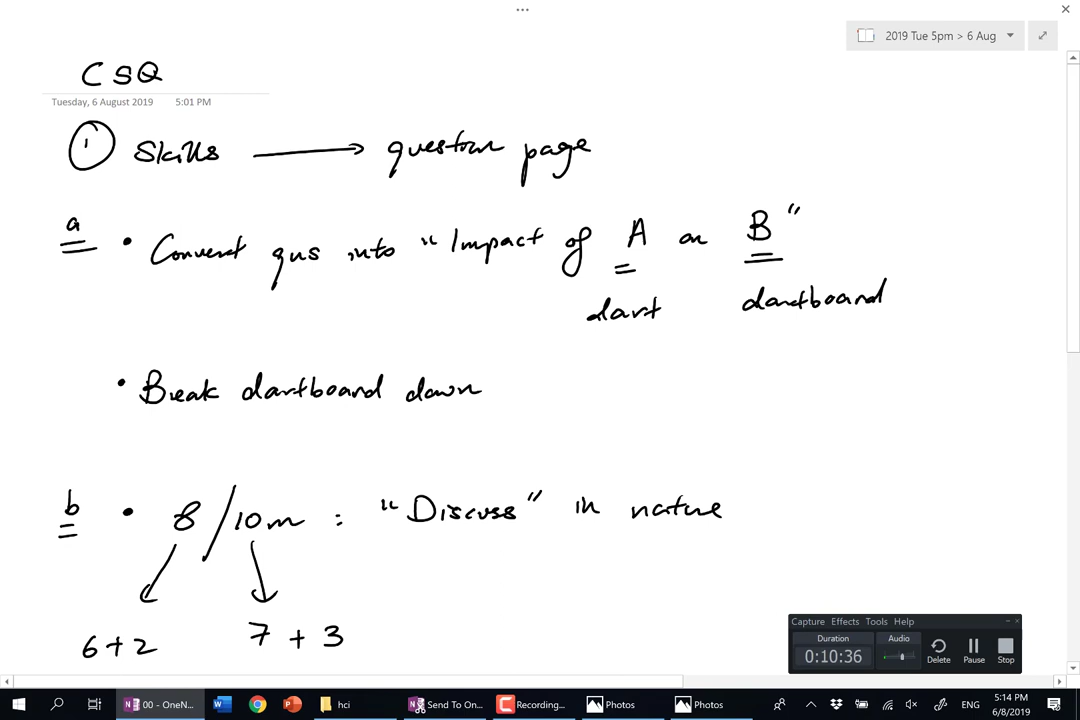 2019 Tue 5pm > 6 Aug
CSQ
Tuesday, 6 August 2019 5:01 PM
① Skills → question page
a • Convert qns into "Impact of A on B"
dart dartboard
• Break dartboard down
b • 8/10m : "Discuss" in nature
6+2 7+3
Capture Effects Tools Help
Duration Audio
0:10:36 Delete Pause Stop
00 - OneN... hci Send To On... Recording... Photos Photos ENG 5:14 PM
6/8/2019